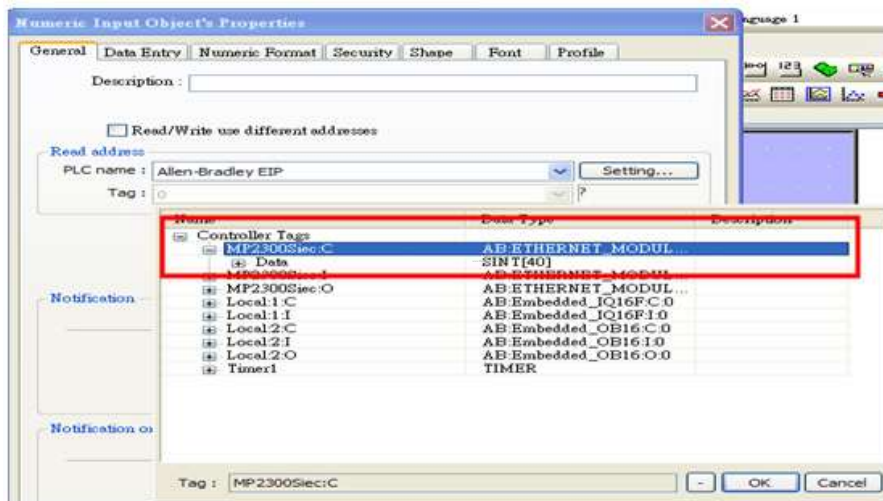 Numeric Input Object's Properties
nguage 1
General Data Entry Numeric Format Security Shape Font Profile
Description :
Read/Write use different addresses
Read address
PLC name : Allen-Bradley EIP Setting...
Tag : 0 ?
Name Data Type Description
Controller Tags
MP2300Siec:C AB:ETHERNET_MODUL...
Data SINT[40]
MP2300Siec:I AB:ETHERNET_MODUL...
MP2300Siec:O AB:ETHERNET_MODUL...
Notification
Local:1:C AB:Embedded_IQ16F:C:0
Local:1:I AB:Embedded_IQ16F:I:0
Local:2:C AB:Embedded_OB16:C:0
Local:2:I AB:Embedded_OB16:I:0
Local:2:O AB:Embedded_OB16:O:0
Timer1 TIMER
Notification o
Tag : MP2300Siec:C - OK Cancel